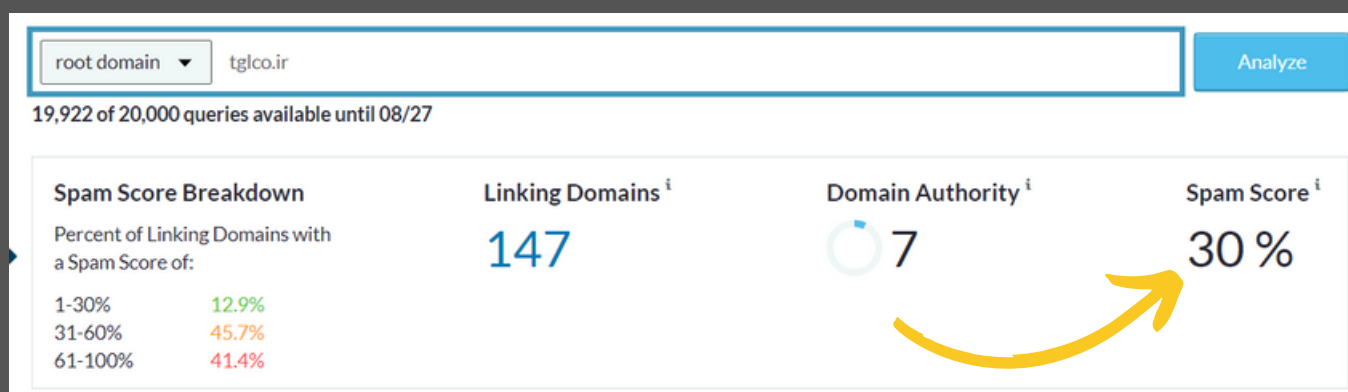 root domain tglco.ir Analyze
19,922 of 20,000 queries available until 08/27
Spam Score Breakdown
Percent of Linking Domains with
a Spam Score of:
1-30% 12.9%
31-60% 45.7%
61-100% 41.4%
Linking Domains i
147
Domain Authority i
7
Spam Score i
30 %